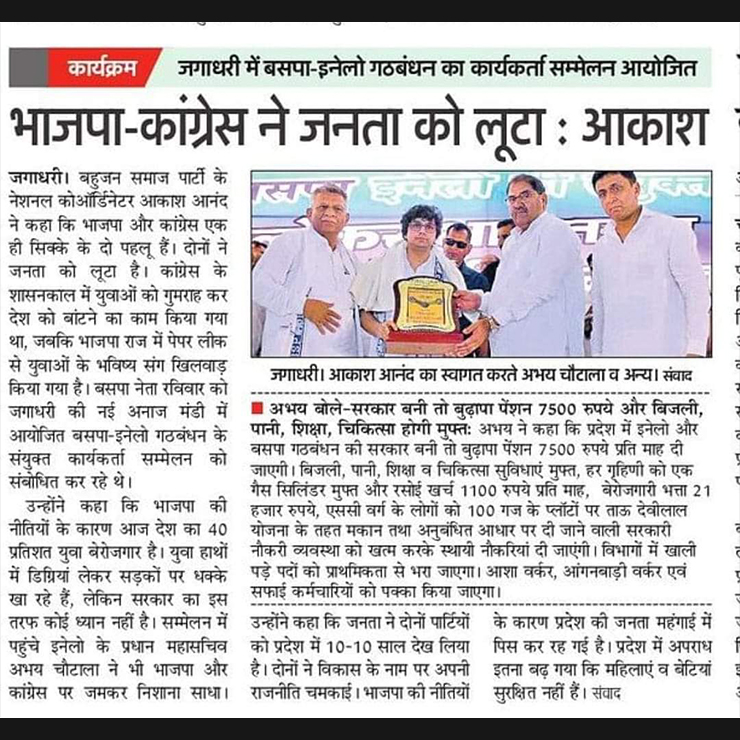 कार्यक्रम
जगाधरी में बसपा-इनेलो गठबंधन का कार्यकर्ता सम्मेलन आयोजित
भाजपा-कांग्रेस ने जनता को लूटा : आकाश
जगाधरी। बहुजन समाज पार्टी के
नेशनल कोऑर्डिनेटर आकाश आनंद
ने कहा कि भाजपा और कांग्रेस एक
ही सिक्के के दो पहलू हैं। दोनों ने
जनता को लूटा है। कांग्रेस के
शासनकाल में युवाओं को गुमराह कर
देश को बांटने का काम किया गया
था, जबकि भाजपा राज में पेपर लीक
से युवाओं के भविष्य संग खिलवाड़
किया गया है। बसपा नेता रविवार को
जगाधरी की नई अनाज मंडी में
आयोजित बसपा-इनेलो गठबंधन के
संयुक्त कार्यकर्ता सम्मेलन को
संबोधित कर रहे थे।
उन्होंने कहा कि भाजपा की
नीतियों के कारण आज देश का 40
प्रतिशत युवा बेरोजगार है। युवा हाथों
में डिग्रियां लेकर सड़कों पर धक्के
खा रहे हैं, लेकिन सरकार का इस
तरफ कोई ध्यान नहीं है। सम्मेलन में
पहुंचे इनेलो के प्रधान महासचिव
अभय चौटाला ने भी भाजपा और
कांग्रेस पर जमकर निशाना साधा।
बसपा इनेलो
जगाधरी। आकाश आनंद का स्वागत करते अभय चौटाला व अन्य। संवाद
अभय बोले-सरकार बनी तो बुढ़ापा पेंशन 7500 रुपये और बिजली,
पानी, शिक्षा, चिकित्सा होगी मुफ्त: अभय ने कहा कि प्रदेश में इनेलो और
बसपा गठबंधन की सरकार बनी तो बुढ़ापा पेंशन 7500 रुपये प्रति माह दी
जाएगी। बिजली, पानी, शिक्षा व चिकित्सा सुविधाएं मुफ्त, हर गृहिणी को एक
गैस सिलिंडर मुफ्त और रसोई खर्च 1100 रुपये प्रति माह, बेरोजगारी भत्ता 21
हजार रुपये, एससी वर्ग के लोगों को 100 गज के प्लॉटों पर ताऊ देवीलाल
योजना के तहत मकान तथा अनुबंधित आधार पर दी जाने वाली सरकारी
नौकरी व्यवस्था को खत्म करके स्थायी नौकरियां दी जाएंगी। विभागों में खाली
पड़े पदों को प्राथमिकता से भरा जाएगा। आशा वर्कर, आंगनबाड़ी वर्कर एवं
सफाई कर्मचारियों को पक्का किया जाएगा।
उन्होंने कहा कि जनता ने दोनों पार्टियों
को प्रदेश में 10-10 साल देख लिया
है। दोनों ने विकास के नाम पर अपनी
राजनीति चमकाई। भाजपा की नीतियों
के कारण प्रदेश की जनता महंगाई में
पिस कर रह गई है। प्रदेश में अपराध
इतना बढ़ गया कि महिलाएं व बेटियां
सुरक्षित नहीं हैं। संवाद